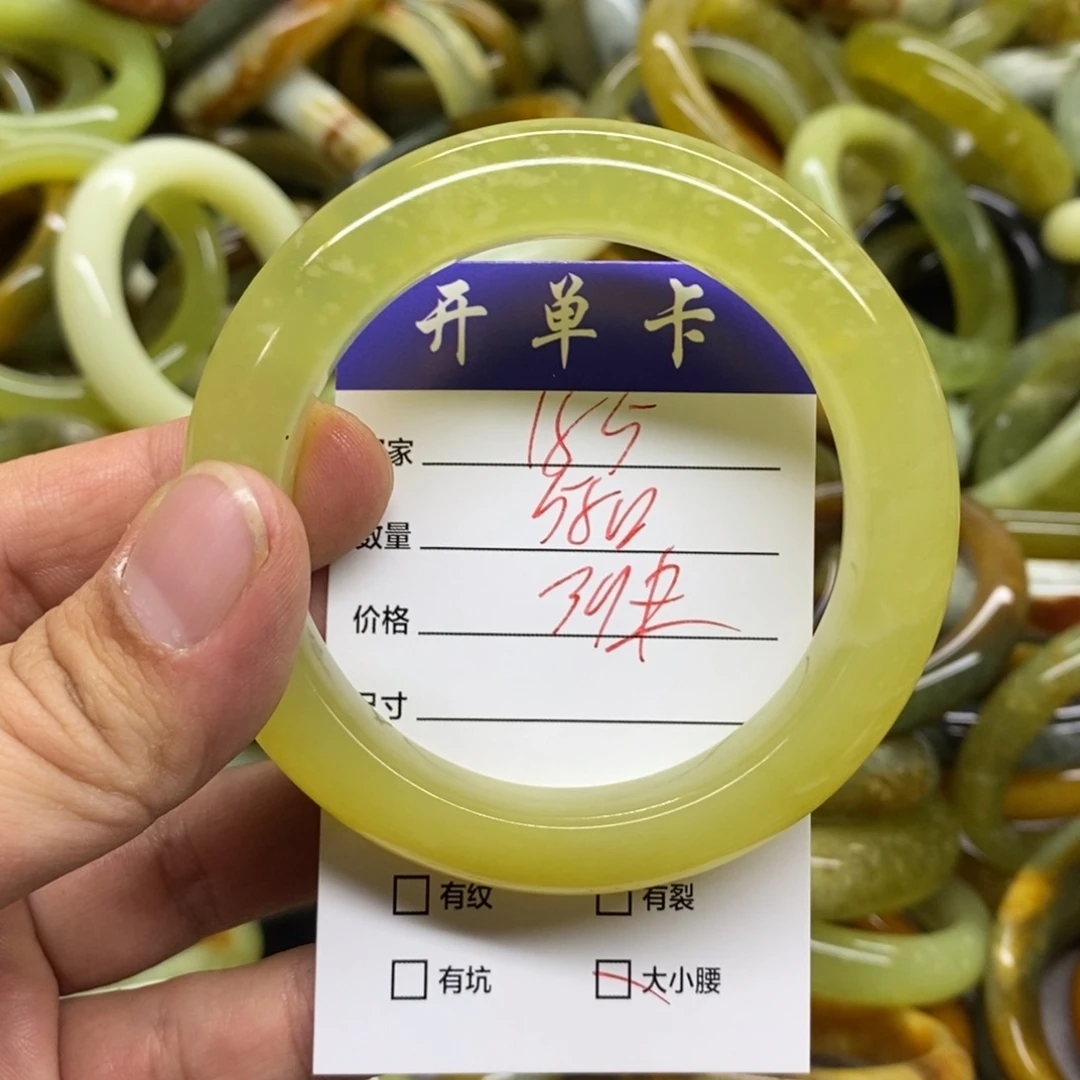 开单卡
家 185
数量 580
价格
寸
有纹 有裂
有坑 大小腰